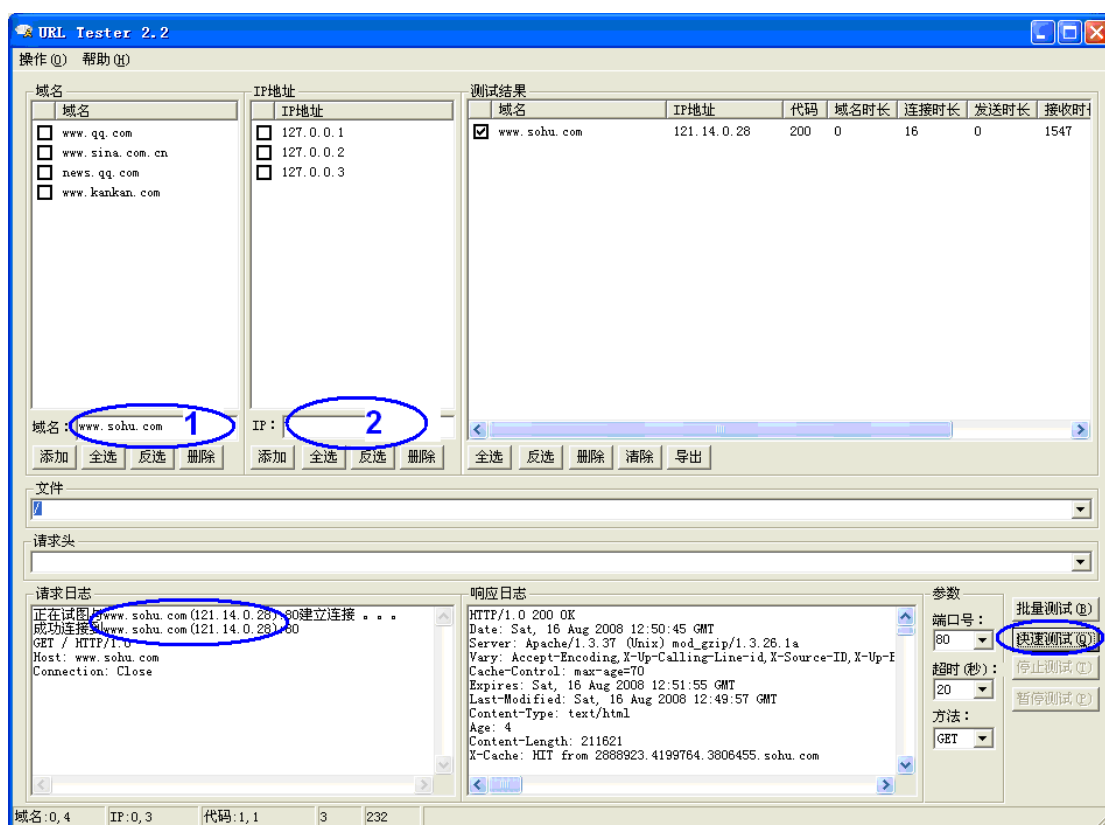 URL Tester 2.2
操作(O) 帮助(H)
域名
IP地址
测试结果
域名
IP地址
域名 IP地址 代码 域名时长 连接时长 发送时长 接收时
www.qq.com
www.sina.com.cn
news.qq.com
www.kankan.com
127.0.0.1
127.0.0.2
127.0.0.3
www.sohu.com 121.14.0.28 200 0 16 0 1547
域名: www.sohu.com 1
IP: 2
添加 全选 反选 删除
添加 全选 反选 删除
全选 反选 删除 清除 导出
文件
/
请求头
请求日志
正在试图与www.sohu.com(121.14.0.28):80建立连接 。。。
成功连接到www.sohu.com(121.14.0.28):80
GET / HTTP/1.0
Host: www.sohu.com
Connection: Close
响应日志
HTTP/1.0 200 OK
Date: Sat, 16 Aug 2008 12:50:45 GMT
Server: Apache/1.3.37 (Unix) mod_gzip/1.3.26.1a
Vary: Accept-Encoding,X-Up-Calling-Line-id,X-Source-ID,X-Up-B
Cache-Control: max-age=70
Expires: Sat, 16 Aug 2008 12:51:55 GMT
Last-Modified: Sat, 16 Aug 2008 12:49:57 GMT
Content-Type: text/html
Age: 4
Content-Length: 211621
X-Cache: HIT from 2888923.4199764.3806455.sohu.com
参数
端口号:
80
超时(秒):
20
方法:
GET
批量测试(B)
快速测试(Q)
停止测试(T)
暂停测试(P)
域名:0,4 IP:0,3 代码:1,1 3 232